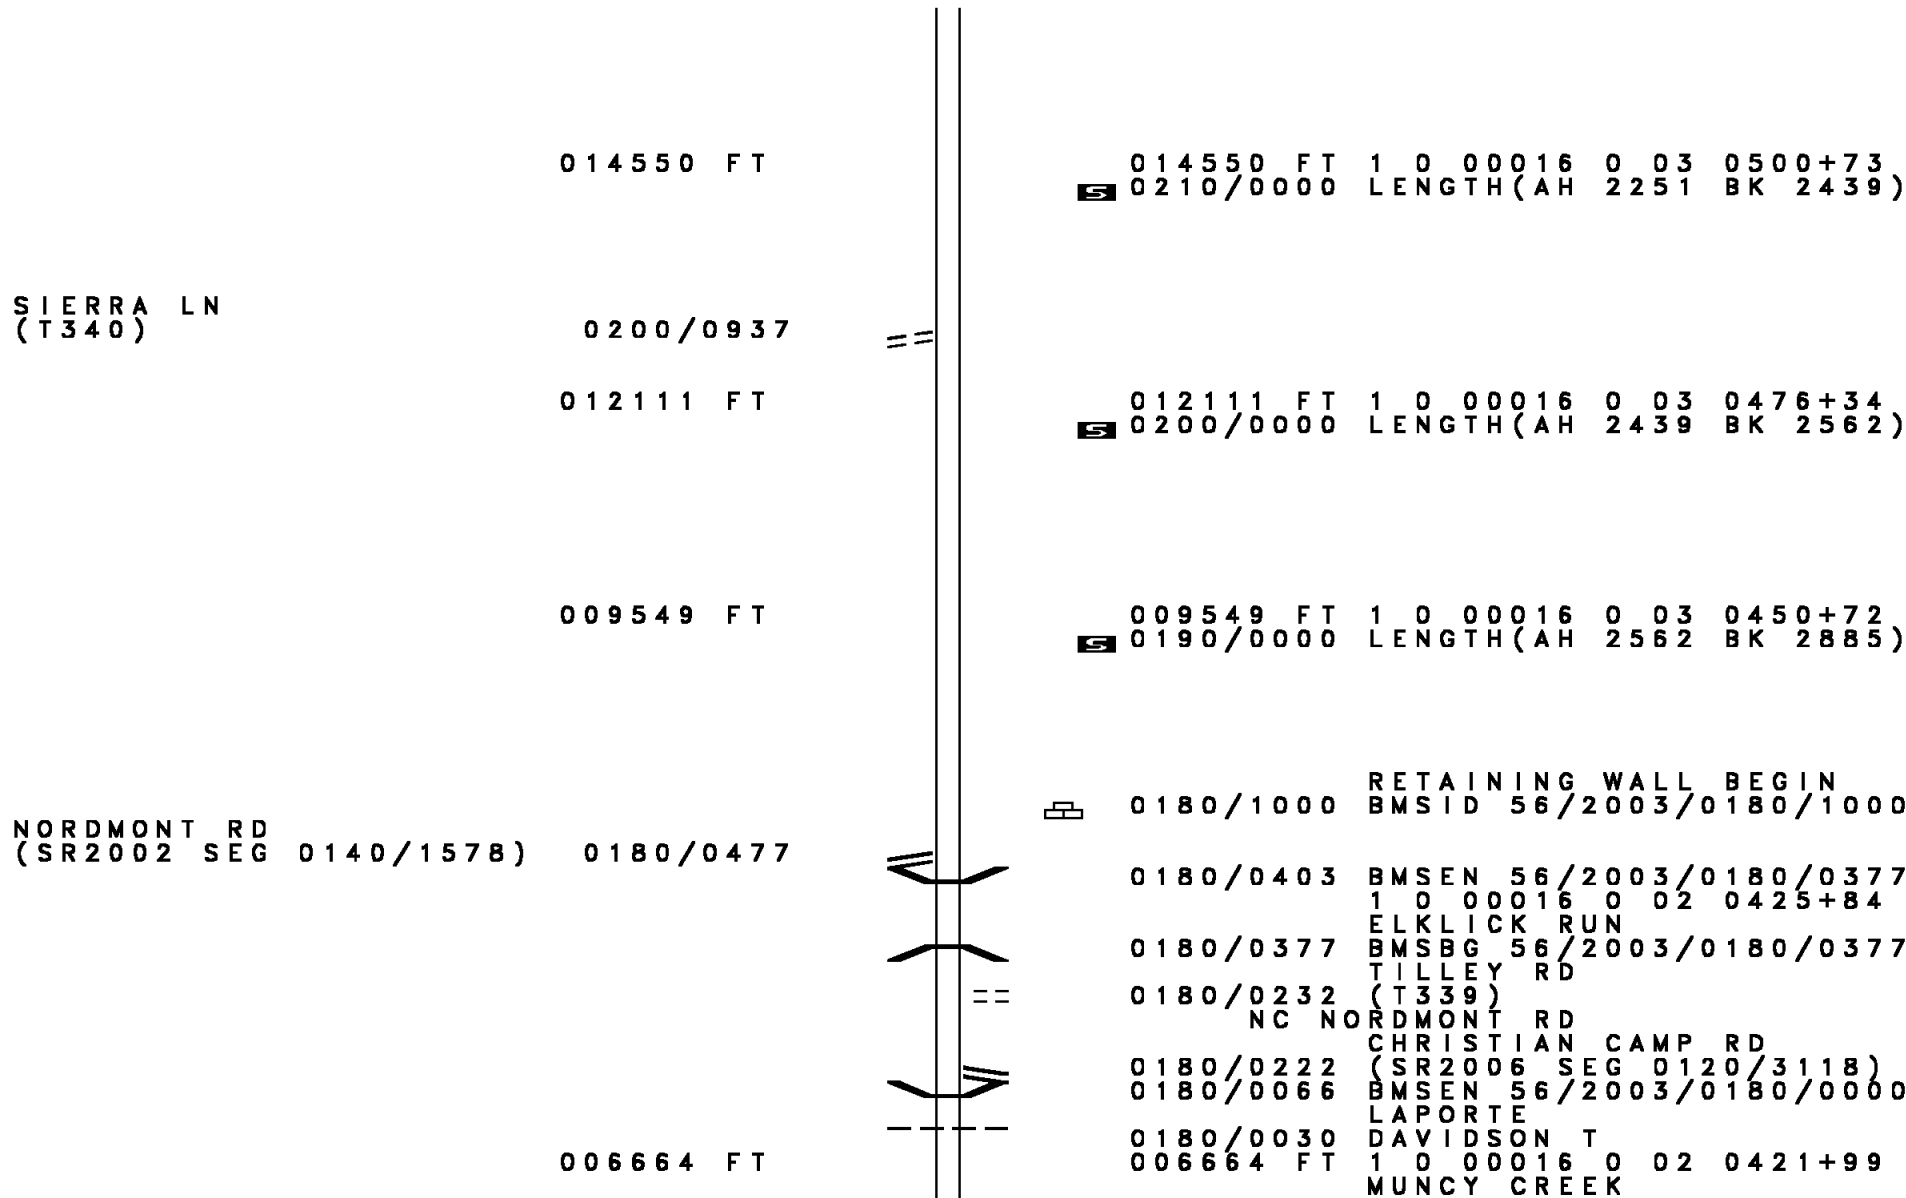 014550 FT    014550 FT 1 0 00016 0 03 0500+73
S 0210/0000 LENGTH(AH 2251 BK 2439)
SIERRA LN
(T340)    0200/0937
012111 FT    012111 FT 1 0 00016 0 03 0476+34
S 0200/0000 LENGTH(AH 2439 BK 2562)
009549 FT    009549 FT 1 0 00016 0 03 0450+72
S 0190/0000 LENGTH(AH 2562 BK 2885)
RETAINING WALL BEGIN
0180/1000 BMSID 56/2003/0180/1000
NORDMONT RD
(SR2002 SEG 0140/1578)    0180/0477
0180/0403 BMSEN 56/2003/0180/0377
1 0 00016 0 02 0425+84
ELKLICK RUN
0180/0377 BMSBG 56/2003/0180/0377
TILLEY RD
0180/0232 (T339)
NC NORDMONT RD
CHRISTIAN CAMP RD
0180/0222 (SR2006 SEG 0120/3118)
0180/0066 BMSEN 56/2003/0180/0000
LAPORTE
0180/0030 DAVIDSON T
006664 FT    006664 FT 1 0 00016 0 02 0421+99
MUNCY CREEK